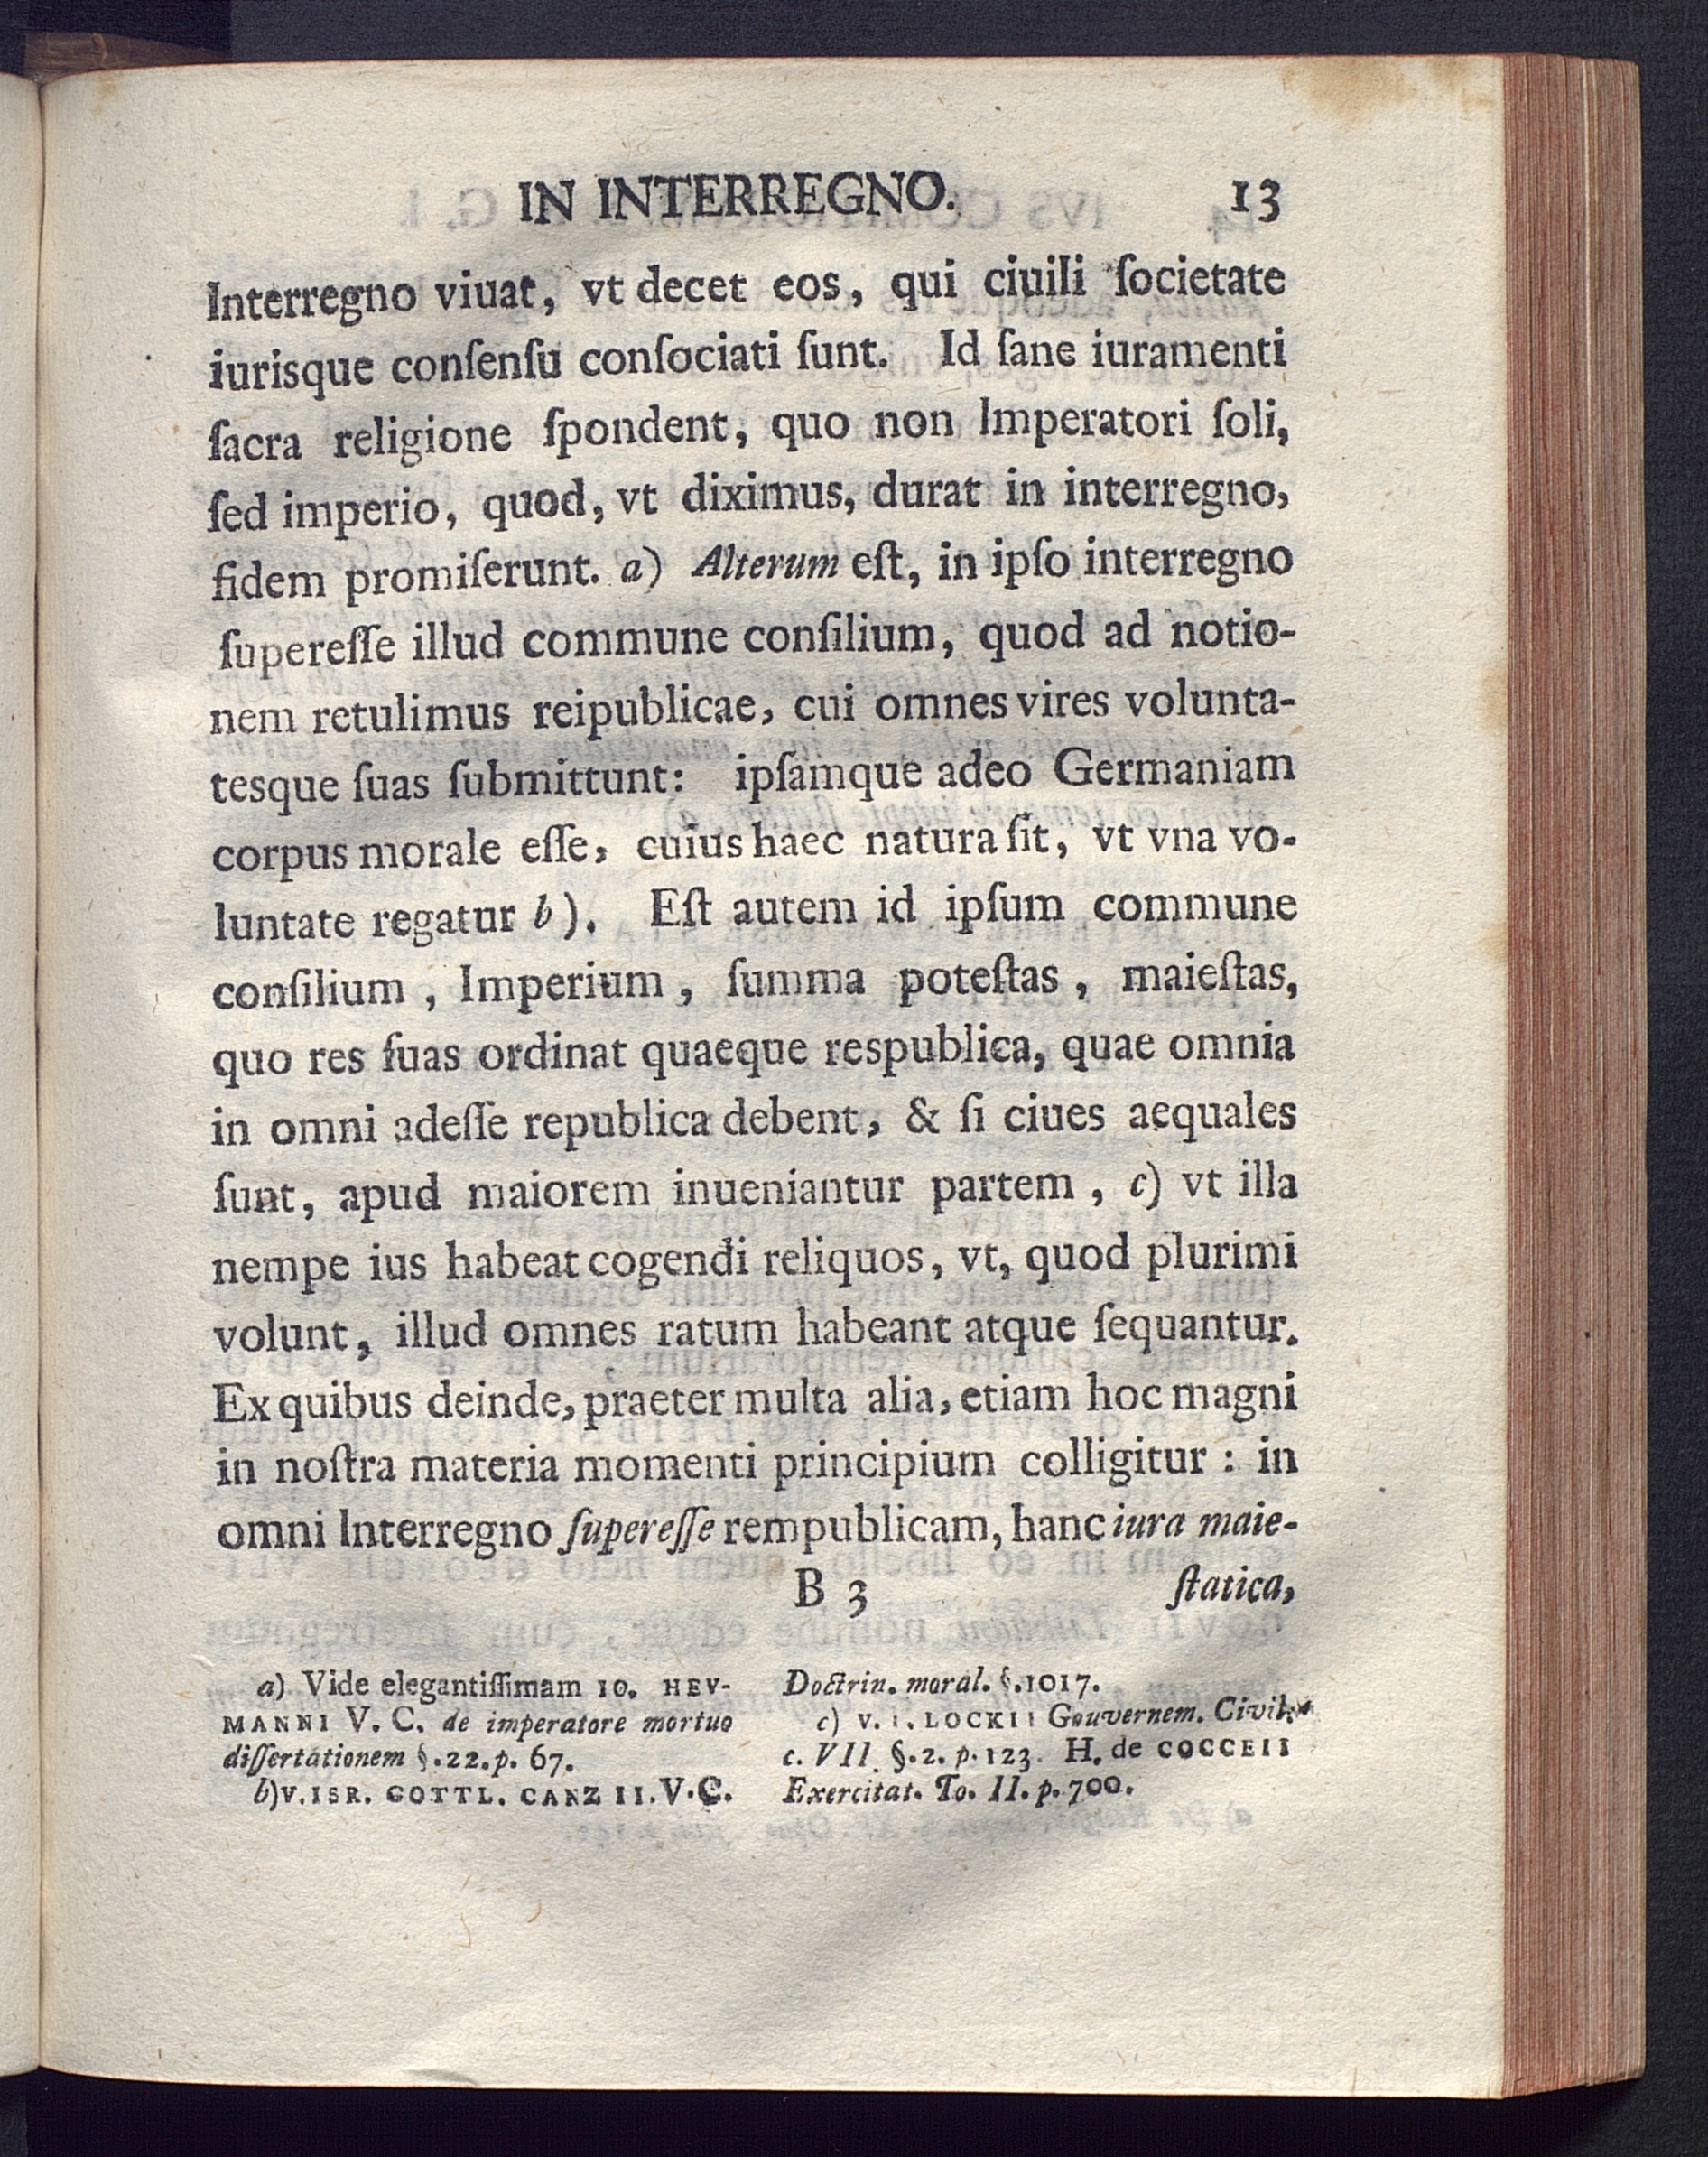 IN INTERREGNO. 13
Interregno viuat, vt decet eos, qui ciuili ſocietate
iurisque conſenſu conſociati ſunt. Id ſane iuramenti
ſacra religione ſpondent, quo non Imperatori ſoli,
ſed imperio, quod, vt diximus, durat in interregno,
fidem promiſerunt. a) Alterum eſt, in ipſo interregno
ſupereſſe illud commune conſilium, quod ad notio-
nem retulimus reipublicae, cui omnes vires volunta-
tesque ſuas ſubmittunt: ipſamque adeo Germaniam
corpus morale eſſe, cuius haec natura ſit, vt vna vo-
luntate regatur b). Eſt autem id ipſum commune
conſilium, Imperium, ſumma poteſtas, maieſtas,
quo res ſuas ordinat quaeque respublica, quae omnia
in omni adeſſe republica debent, & ſi ciues aequales
ſunt, apud maiorem inueniantur partem, c) vt illa
nempe ius habeat cogendi reliquos, vt, quod plurimi
volunt, illud omnes ratum habeant atque ſequantur.
Ex quibus deinde, praeter multa alia, etiam hoc magni
in noſtra materia momenti principium colligitur: in
omni Interregno ſupereſſe rempublicam, hanc iura maie-
B 3 ſtatica,
a) Vide elegantiſſimam IO. HEV-
MANNI V. C. de imperatore mortuo
diſſertationem §. 22. p. 67.
b) V. ISR. GOTTL. CANZII. V. C.
Doctrin. moral. §. 1017.
c) V. I. LOCKII Gouvernem. Civil.
c. VII. §. 2. p. 123. H. de COCCEII
Exercitat. To. II. p. 700.